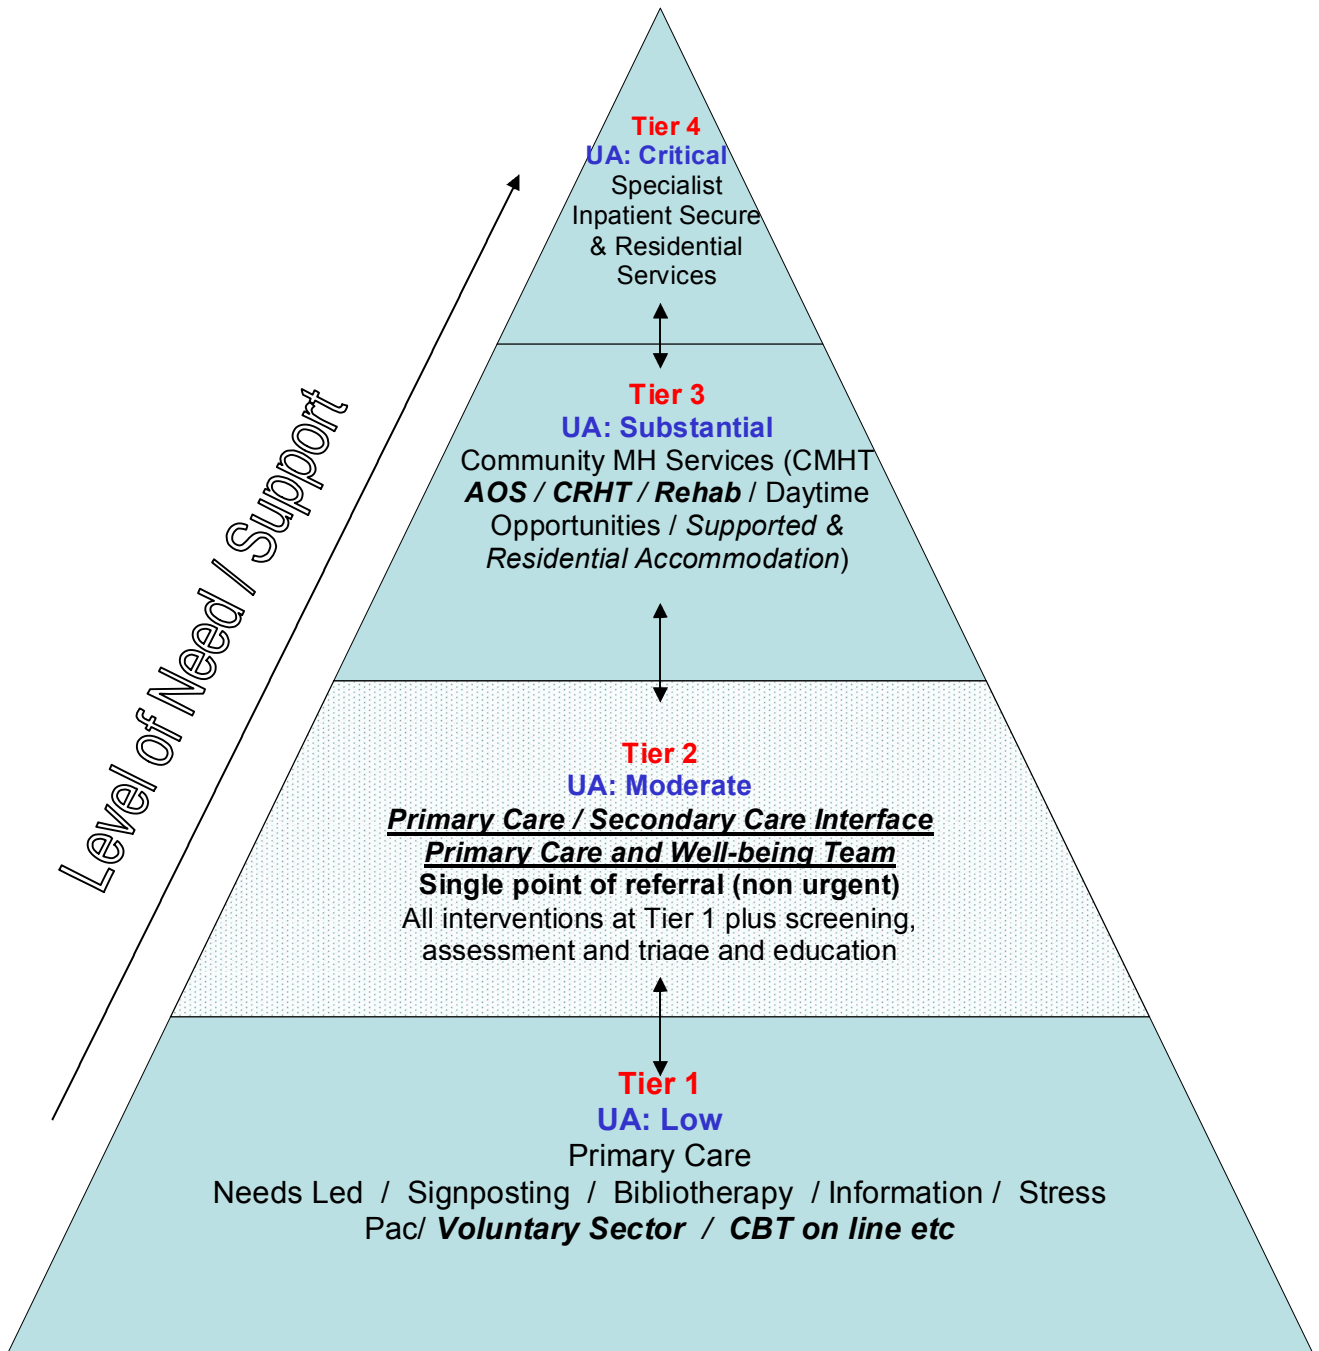 Tier 4
UA: Critical
Specialist
Inpatient Secure
& Residential
Services
Tier 3
UA: Substantial
Community MH Services (CMHT
AOS / CRHT / Rehab / Daytime
Opportunities / Supported &
Residential Accommodation)
Level of Need / Support
Tier 2
UA: Moderate
Primary Care / Secondary Care Interface
Primary Care and Well-being Team
Single point of referral (non urgent)
All interventions at Tier 1 plus screening,
assessment and triage and education
Tier 1
UA: Low
Primary Care
Needs Led / Signposting / Bibliotherapy / Information / Stress
Pac/ Voluntary Sector / CBT on line etc